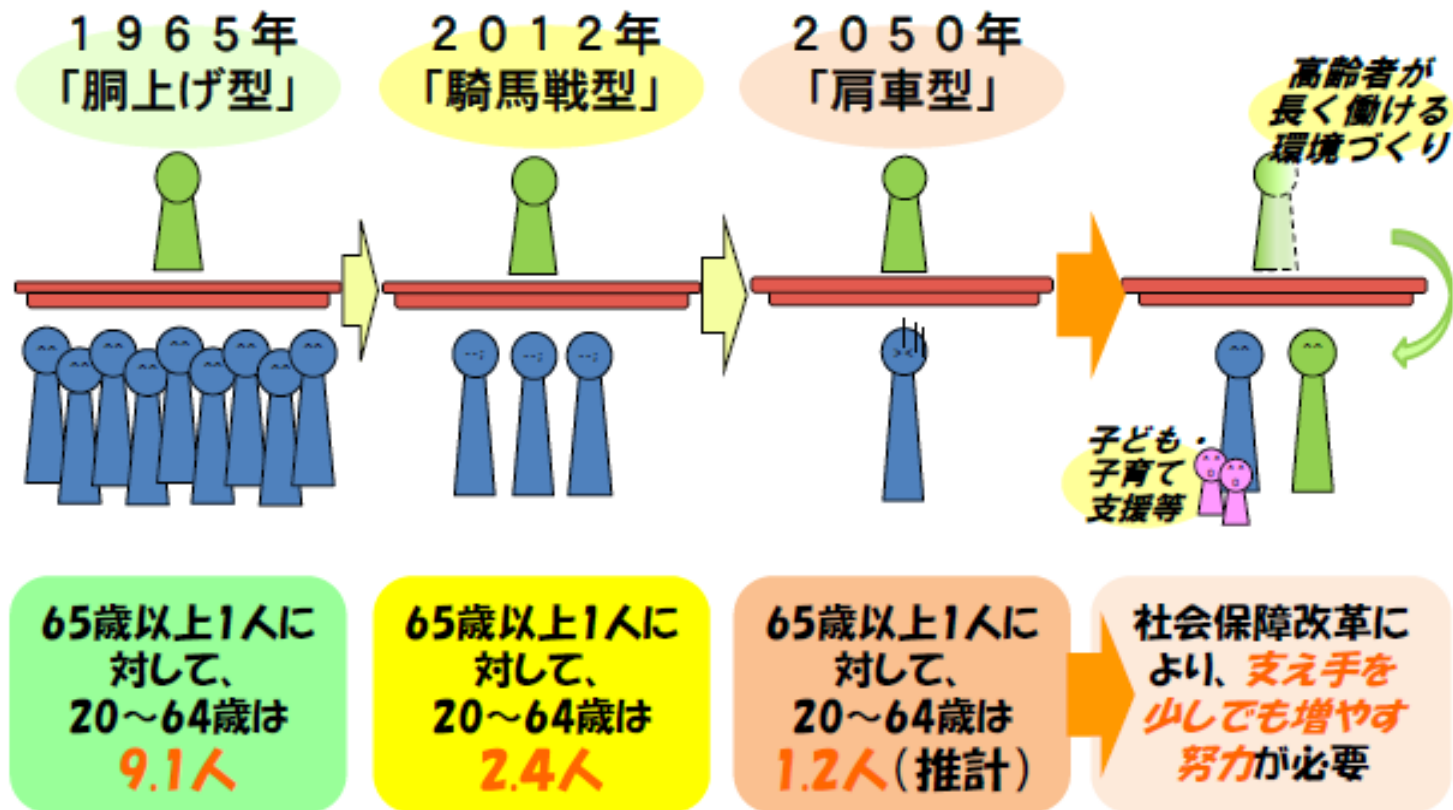 １９６５年
「胴上げ型」
２０１２年
「騎馬戦型」
２０５０年
「肩車型」
高齢者が
長く働ける
環境づくり
子ども・
子育て
支援等
65歳以上1人に
対して、
20～64歳は
9.1人
65歳以上1人に
対して、
20～64歳は
2.4人
65歳以上1人に
対して、
20～64歳は
1.2人(推計)
社会保障改革に
より、支え手を
少しでも増やす
努力が必要